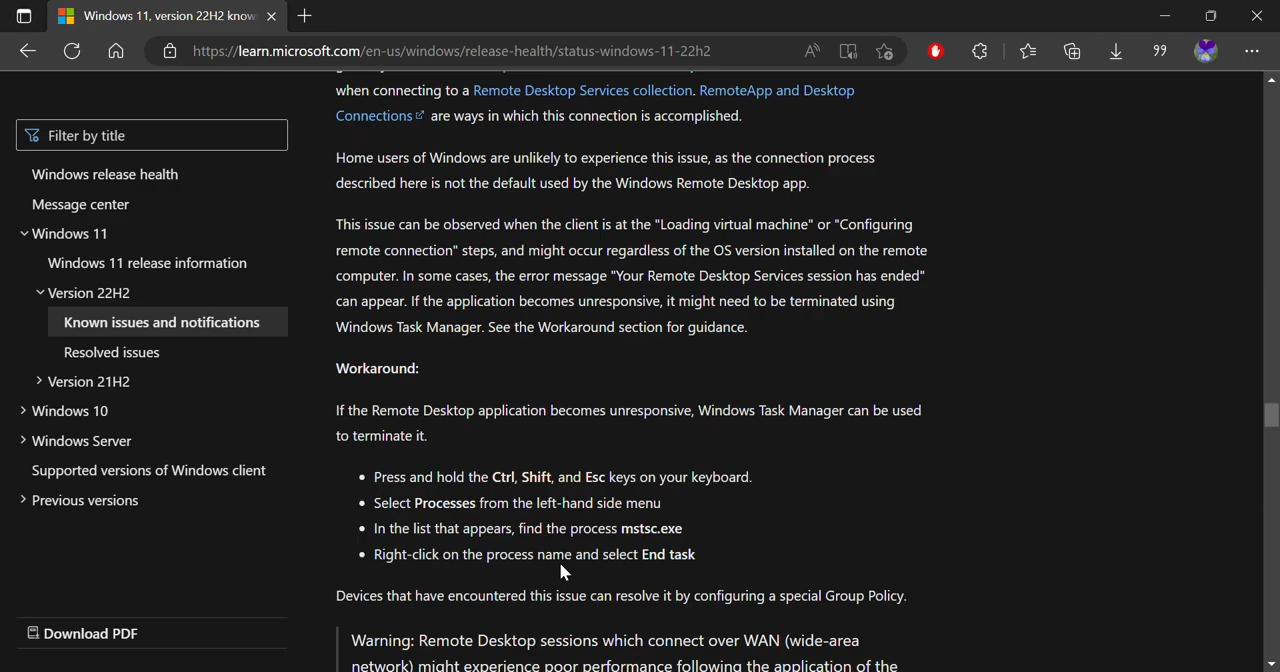 Windows 11, version 22H2 know
https://learn.microsoft.com/en-us/windows/release-health/status-windows-11-22h2
Filter by title
Windows release health
Message center
Windows 11
Windows 11 release information
Version 22H2
Known issues and notifications
Resolved issues
Version 21H2
Windows 10
Windows Server
Supported versions of Windows client
Previous versions
Download PDF
when connecting to a Remote Desktop Services collection. RemoteApp and Desktop
Connections are ways in which this connection is accomplished.
Home users of Windows are unlikely to experience this issue, as the connection process
described here is not the default used by the Windows Remote Desktop app.
This issue can be observed when the client is at the "Loading virtual machine" or "Configuring
remote connection" steps, and might occur regardless of the OS version installed on the remote
computer. In some cases, the error message "Your Remote Desktop Services session has ended"
can appear. If the application becomes unresponsive, it might need to be terminated using
Windows Task Manager. See the Workaround section for guidance.
Workaround:
If the Remote Desktop application becomes unresponsive, Windows Task Manager can be used
to terminate it.
• Press and hold the Ctrl, Shift, and Esc keys on your keyboard.
• Select Processes from the left-hand side menu
• In the list that appears, find the process mstsc.exe
• Right-click on the process name and select End task
Devices that have encountered this issue can resolve it by configuring a special Group Policy.
Warning: Remote Desktop sessions which connect over WAN (wide-area
network) might experience poor performance following the application of the